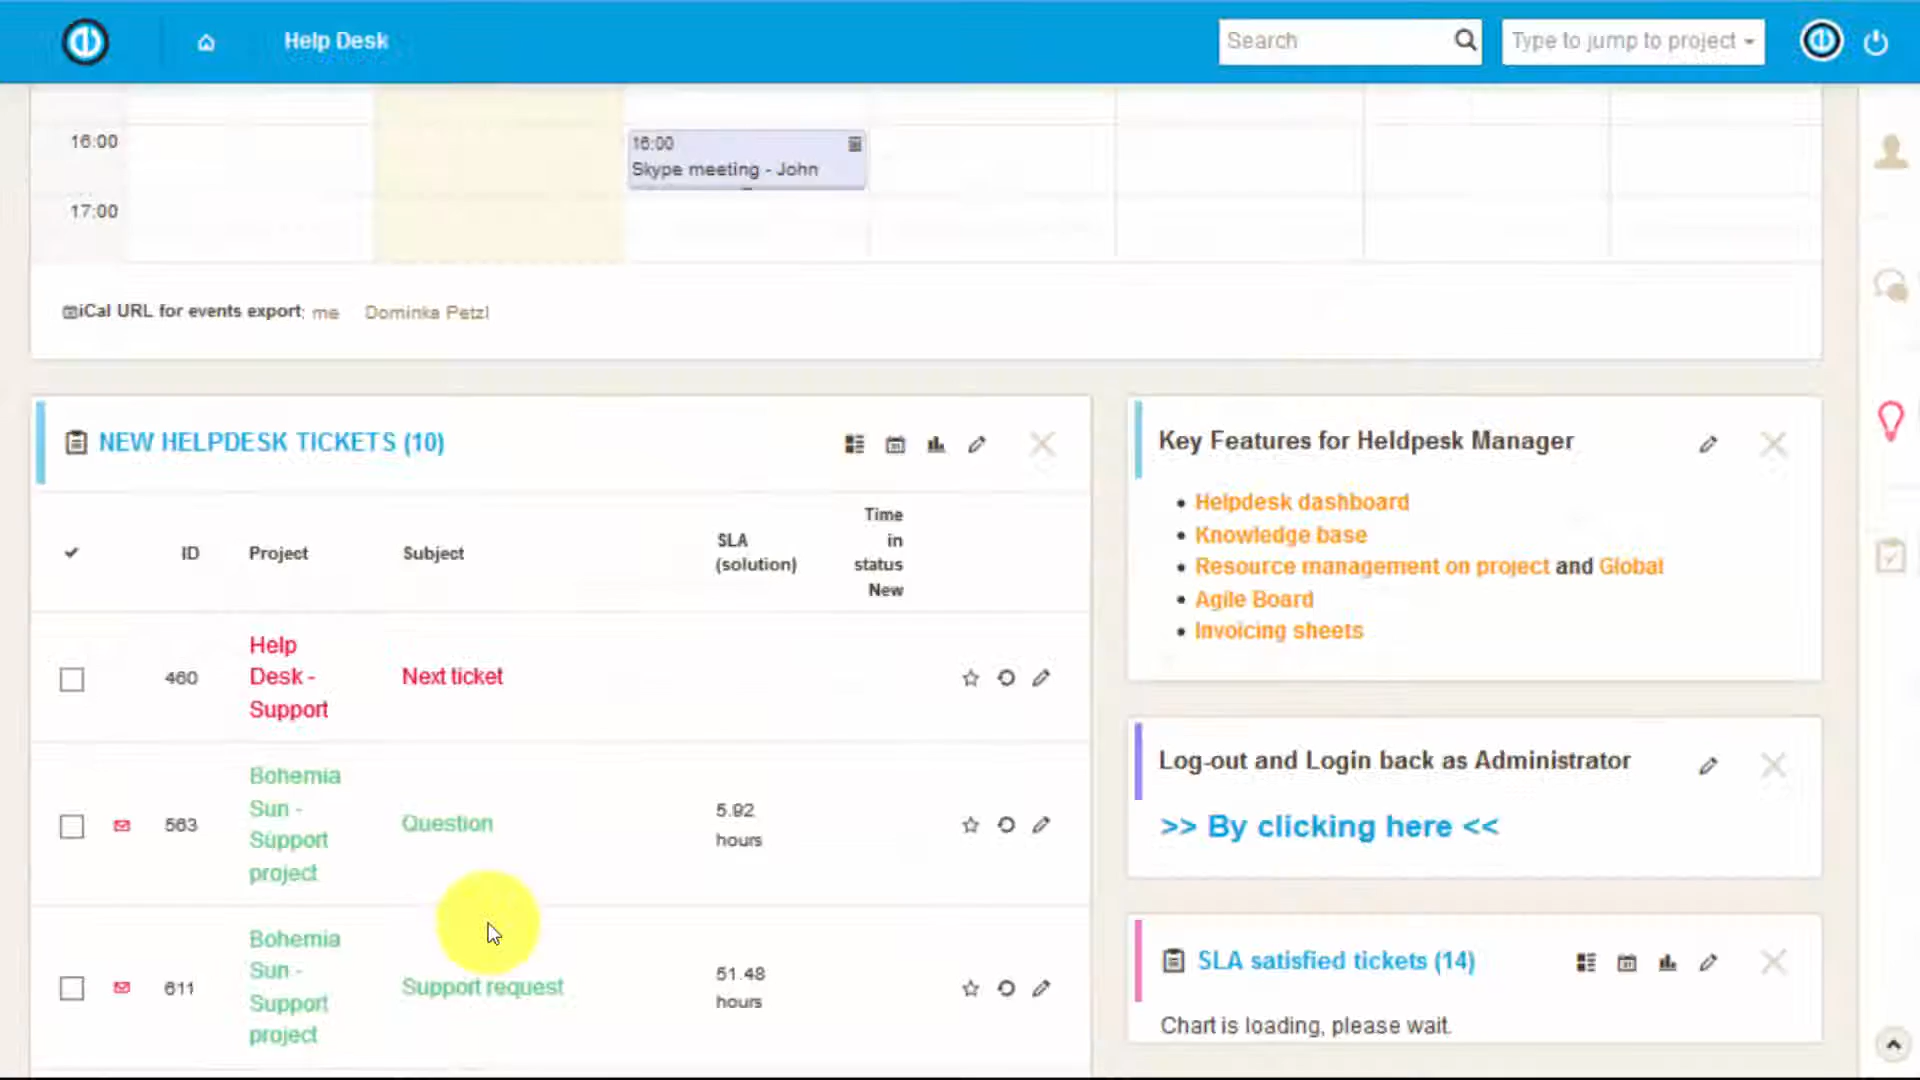 Help Desk
Search
Type to jump to project
16:00
16:00
Skype meeting - John
17:00
iCal URL for events export: me Dominka Petzl
NEW HELPDESK TICKETS (10)
ID Project Subject SLA (solution) Time in status New
460 Help Desk - Support Next ticket
563 Bohemia Sun - Support project Question 5.92 hours
611 Bohemia Sun - Support project Support request 51.48 hours
Key Features for Heldpesk Manager
Helpdesk dashboard
Knowledge base
Resource management on project and Global
Agile Board
Invoicing sheets
Log-out and Login back as Administrator
>> By clicking here <<
SLA satisfied tickets (14)
Chart is loading, please wait.